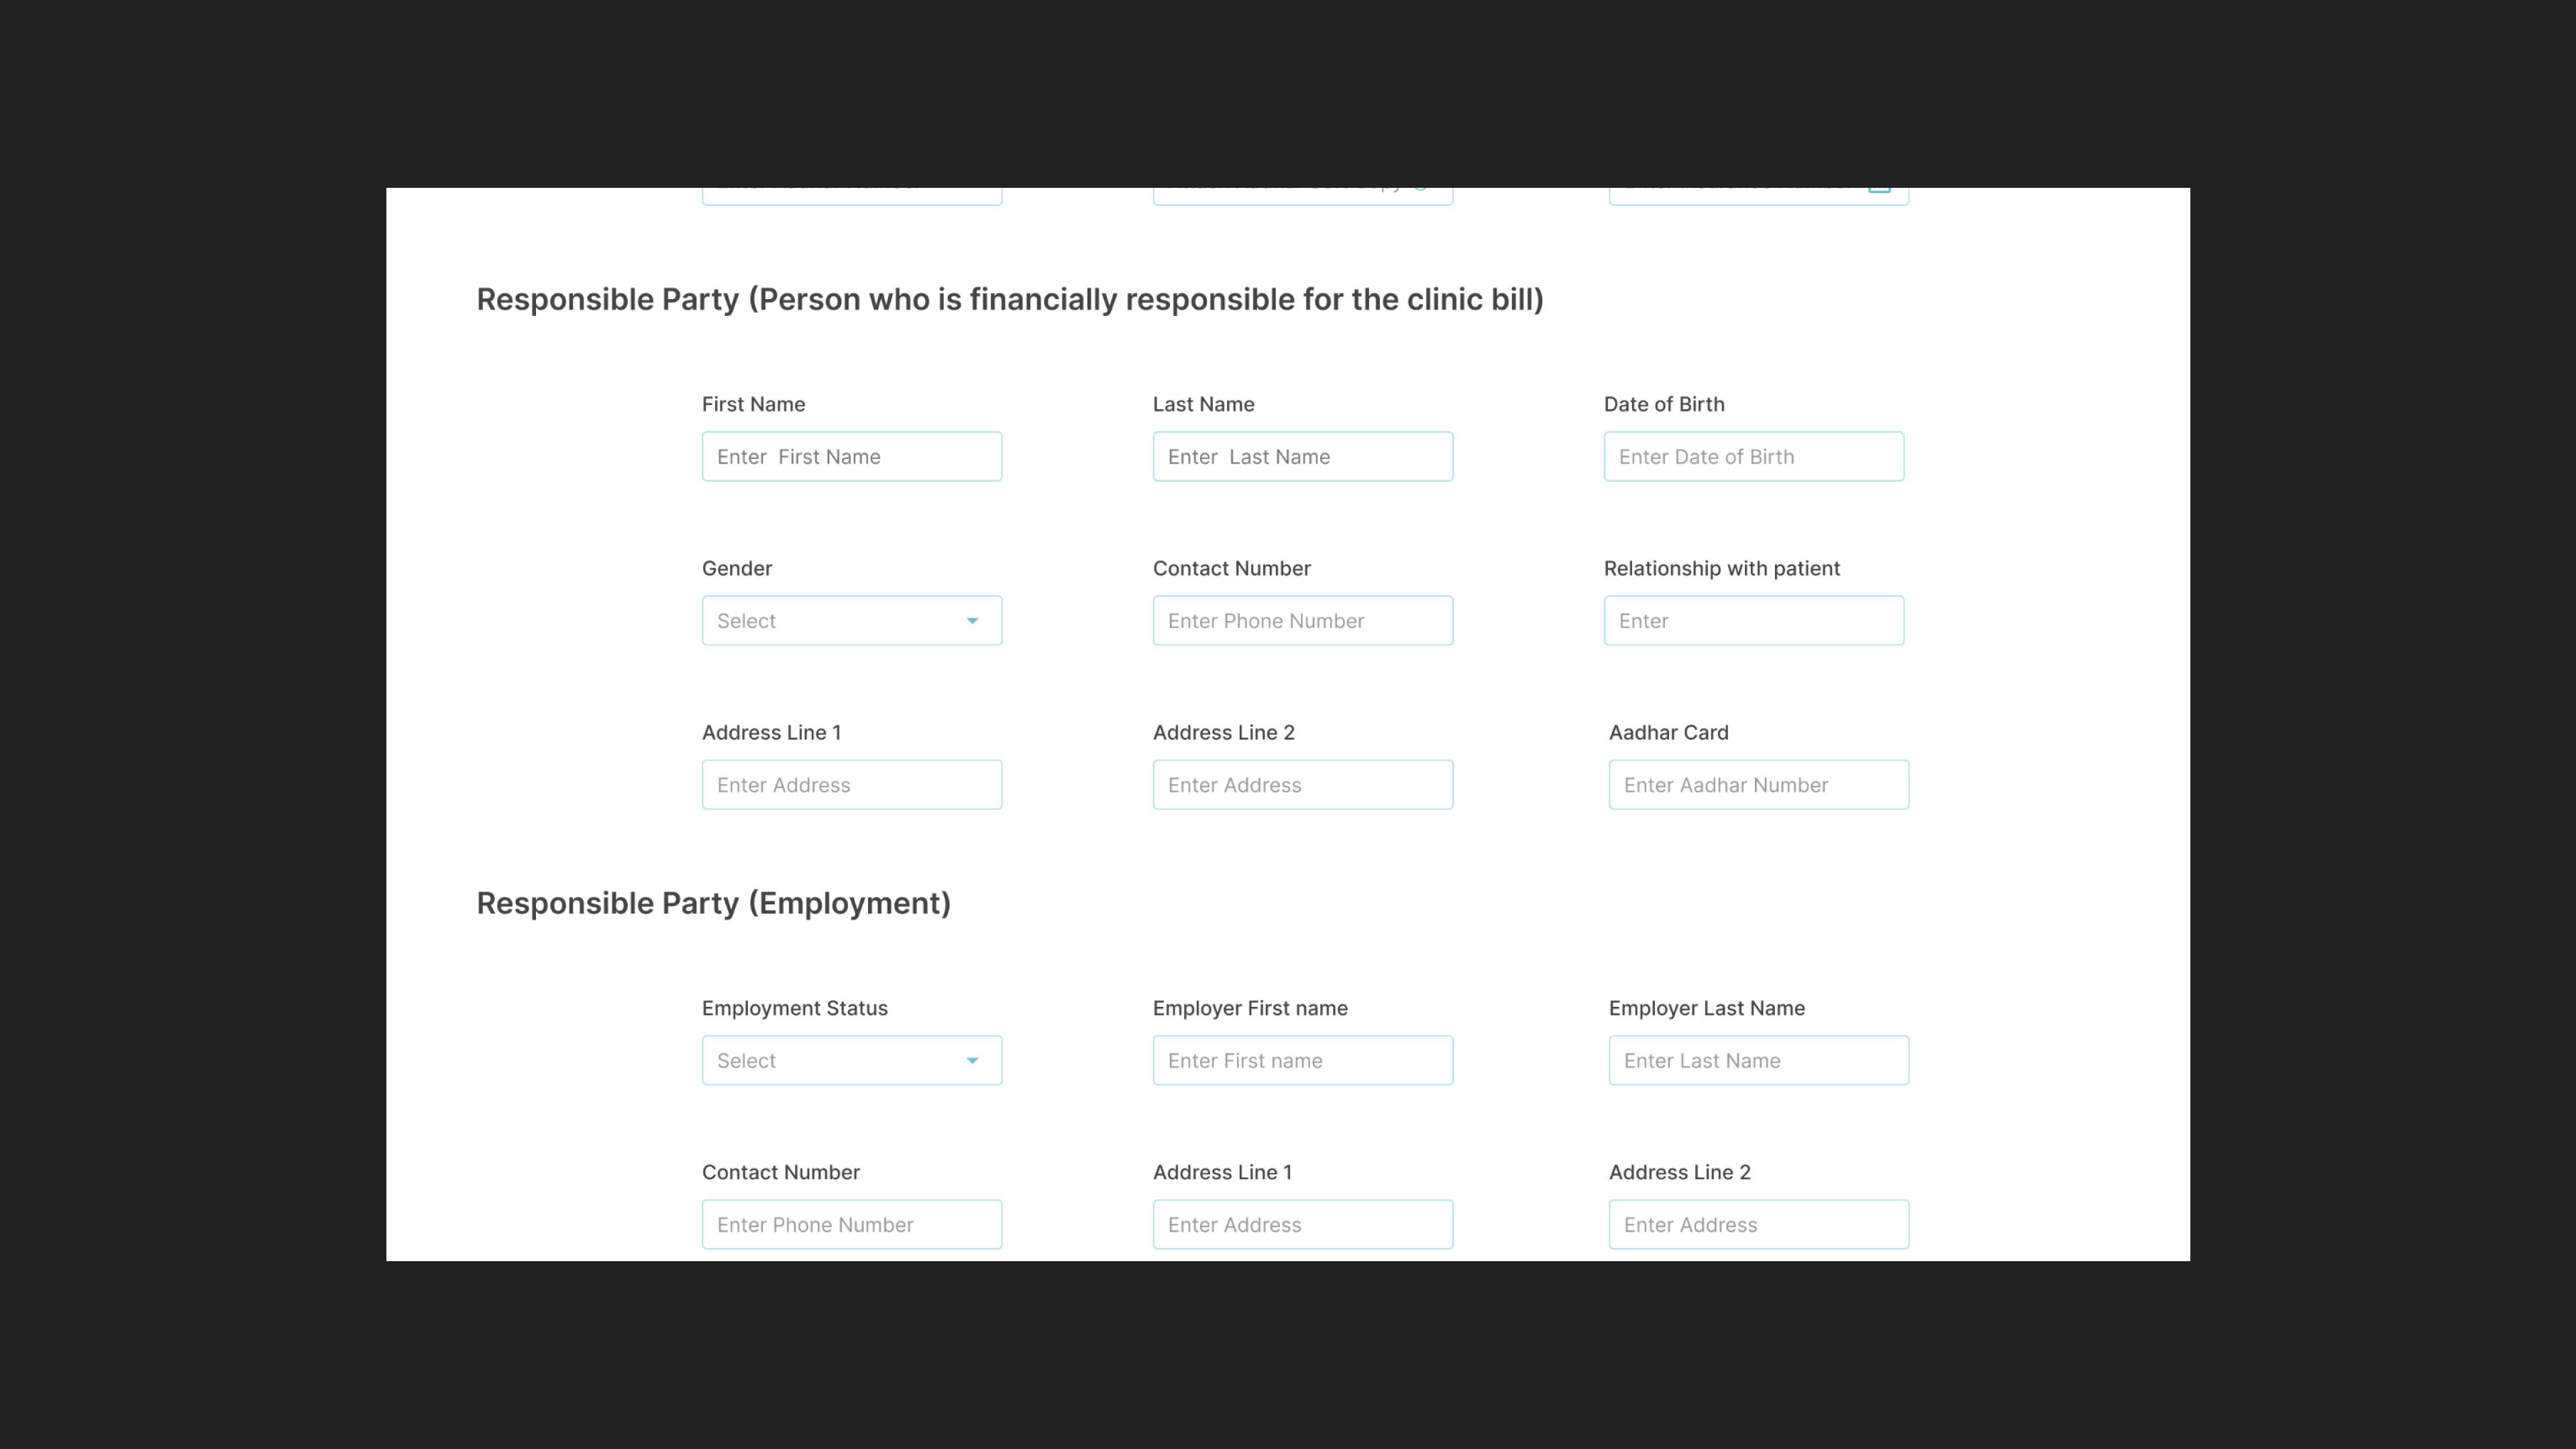 Responsible Party (Person who is financially responsible for the clinic bill)
First Name
Last Name
Date of Birth
Enter  First Name
Enter  Last Name
Enter Date of Birth
Gender
Contact Number
Relationship with patient
Select
Enter Phone Number
Enter
Address Line 1
Address Line 2
Aadhar Card
Enter Address
Enter Address
Enter Aadhar Number
Responsible Party (Employment)
Employment Status
Employer First name
Employer Last Name
Select
Enter First name
Enter Last Name
Contact Number
Address Line 1
Address Line 2
Enter Phone Number
Enter Address
Enter Address